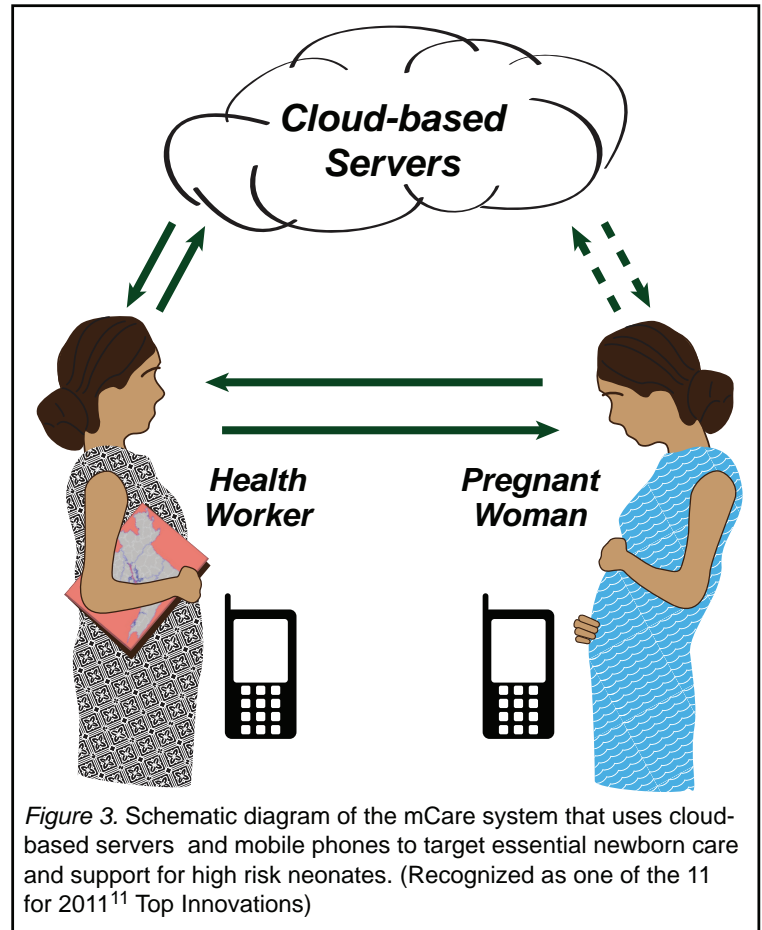 Cloud-based
Servers
Health
Worker
Pregnant
Woman
Figure 3. Schematic diagram of the mCare system that uses cloud-
based servers and mobile phones to target essential newborn care
and support for high risk neonates. (Recognized as one of the 11
for 2011¹¹ Top Innovations)